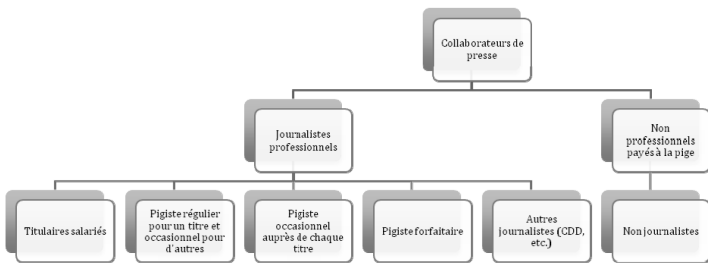 Collaborateurs de
presse
Journalistes
professionnels
Non
professionnels
payés à la pige
Titulaires salariés
Pigiste régulier
pour un titre et
occasionnel pour
d'autres
Pigiste
occasionnel
auprès de chaque
titre
Pigiste forfaitaire
Autres
journalistes (CDD,
etc.)
Non journalistes